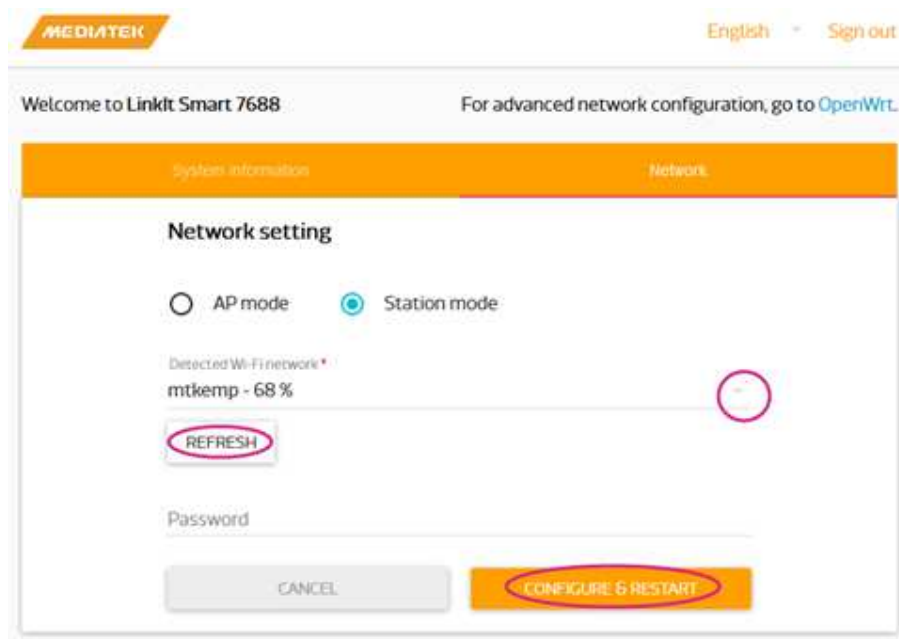 MEDIATEK
English Sign out
Welcome to LinkIt Smart 7688 For advanced network configuration, go to OpenWrt.
System information Network
Network setting
AP mode Station mode
Detected Wi-Fi network*
mtkemp - 68 %
REFRESH
Password
CANCEL CONFIGURE & RESTART